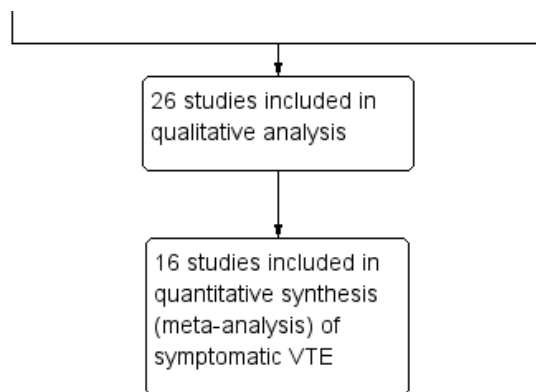 26 studies included in
qualitative analysis
16 studies included in
quantitative synthesis
(meta-analysis) of
symptomatic VTE